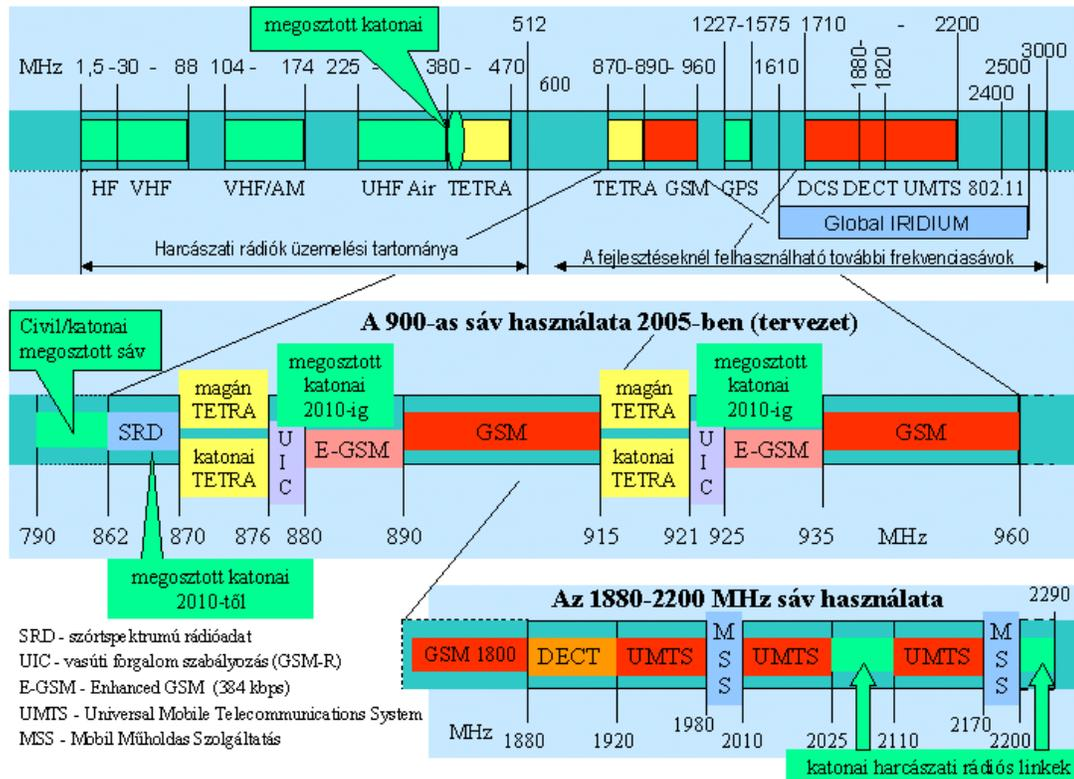 megosztott katonai
512
1227-1575
1710
-
2200
MHz
1,5-30 - 88
104 - 174
225 - 380 - 470
600
870-890- 960
1610
1880-
1820
2500
2400
3000
HF VHF
VHF/AM
UHF Air
TETRA
TETRA
GSM
GPS
DCS DECT UMTS 802.11
Global IRIDIUM
Harcászati rádiók üzemelési tartománya
A fejlesztéseknél felhasználható további frekvenciasávok
Civil/katonai
megosztott sáv
A 900-as sáv használata 2005-ben (tervezet)
SRD
magán
TETRA
katonai
TETRA
U
I
C
megosztott
katonai
2010-ig
E-GSM
GSM
magán
TETRA
katonai
TETRA
U
I
C
megosztott
katonai
2010-ig
E-GSM
GSM
790
862
870
876
880
890
915
921
925
935
MHz
960
megosztott katonai
2010-től
SRD - szórtspektrumú rádióadat
UIC - vasúti forgalom szabályozás (GSM-R)
E-GSM - Enhanced GSM (384 kbps)
UMTS - Universal Mobile Telecommunications System
MSS - Mobil Műholdas Szolgáltatás
Az 1880-2200 MHz sáv használata
2290
GSM 1800
DECT
UMTS
M
S
S
UMTS
UMTS
M
S
S
MHz
1880
1920
1980
2010
2025
2110
2170
2200
katonai harcászati rádiós linkek